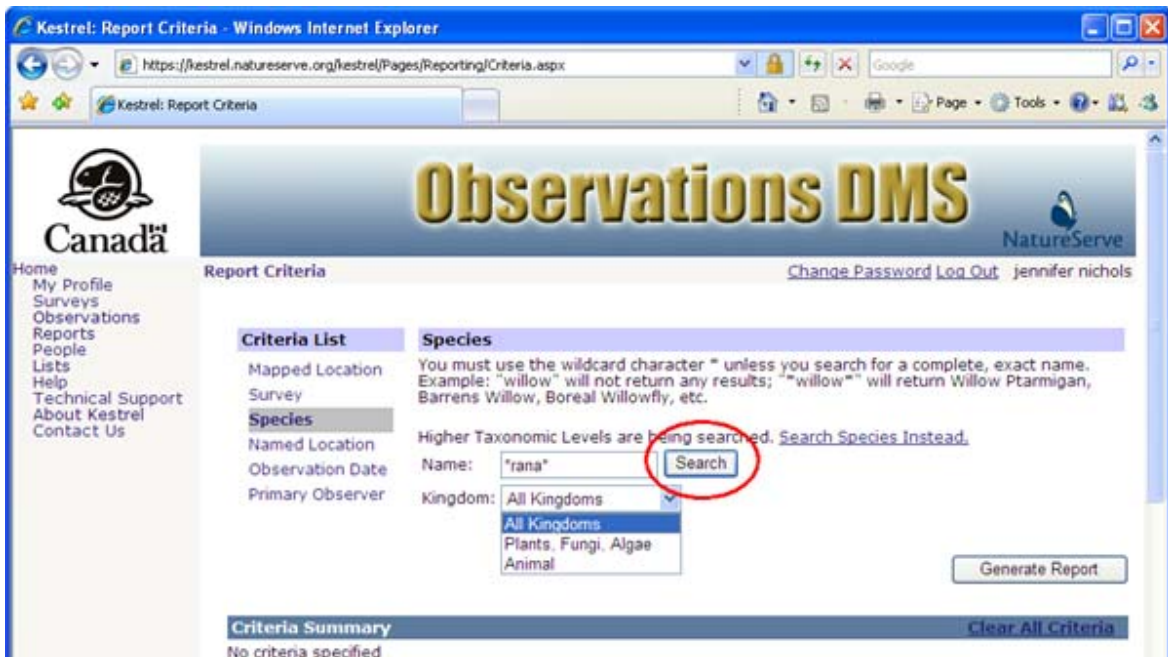 Kestrel: Report Criteria - Windows Internet Explorer
https://kestrel.natureserve.org/kestrel/Pages/Reporting/Criteria.aspx
Google
Kestrel: Report Criteria
Page
Tools
Canada
Observations DMS
NatureServe
Home
My Profile
Surveys
Observations
Reports
People
Lists
Help
Technical Support
About Kestrel
Contact Us
Report Criteria
Change Password Log Out jennifer nichols
Criteria List
Mapped Location
Survey
Species
Named Location
Observation Date
Primary Observer
Species
You must use the wildcard character * unless you search for a complete, exact name.
Example: "willow" will not return any results; "*willow*" will return Willow Ptarmigan,
Barrens Willow, Boreal Willowfly, etc.
Higher Taxonomic Levels are being searched. Search Species Instead.
Name: *rana* Search
Kingdom: All Kingdoms
All Kingdoms
Plants, Fungi, Algae
Animal
Generate Report
Criteria Summary Clear All Criteria
No criteria specified